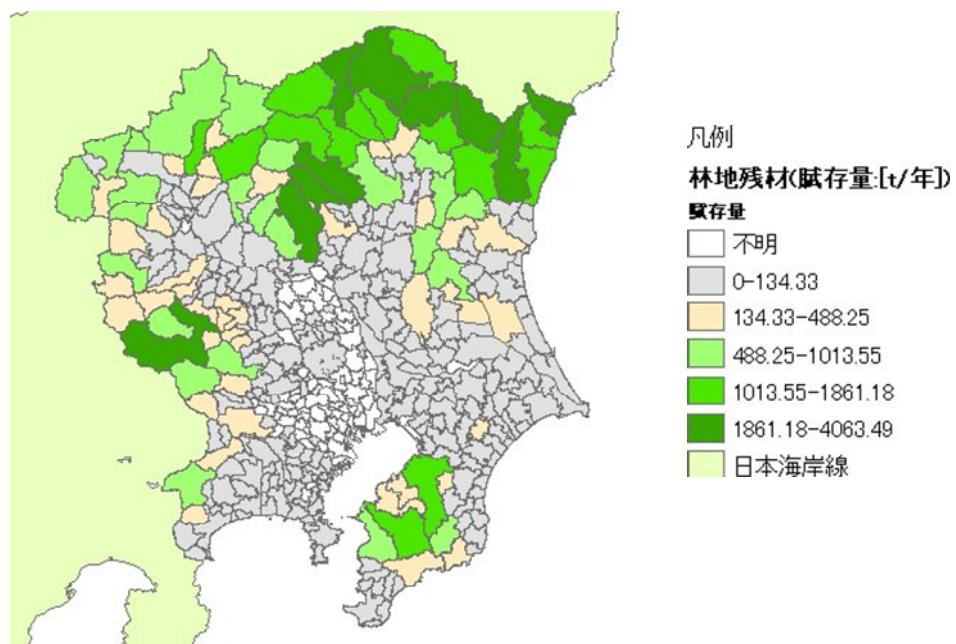 凡例
林地残材(賦存量:[t/年])
賦存量
不明
0-134.33
134.33-488.25
488.25-1013.55
1013.55-1861.18
1861.18-4063.49
日本海岸線